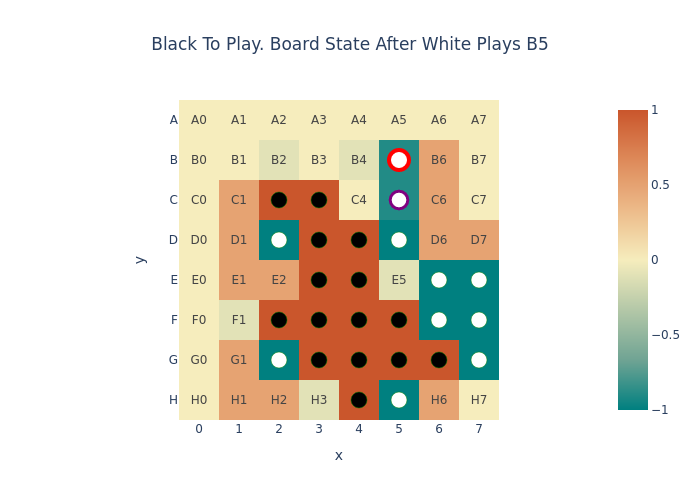 Black To Play. Board State After White Plays B5
A A0 A1 A2 A3 A4 A5 A6 A7
B B0 B1 B2 B3 B4 B6 B7
C C0 C1 C4 C6 C7
D D0 D1 D6 D7
E E0 E1 E2 E5
F F0 F1
G G0 G1
H H0 H1 H2 H3 H6 H7
0 1 2 3 4 5 6 7
x
y
1
0.5
0
−0.5
−1